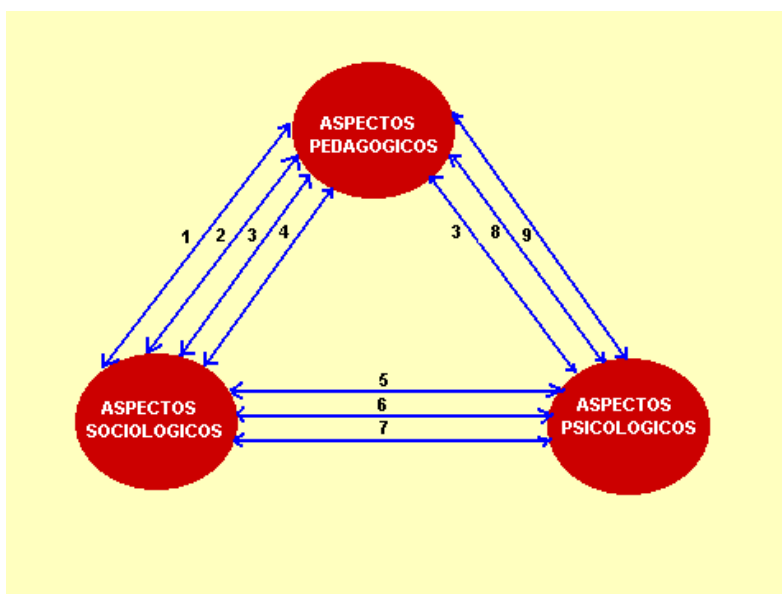 ASPECTOS
PEDAGOGICOS
1 2 3 4 3 8 9
5
6
7
ASPECTOS
SOCIOLOGICOS
ASPECTOS
PSICOLOGICOS